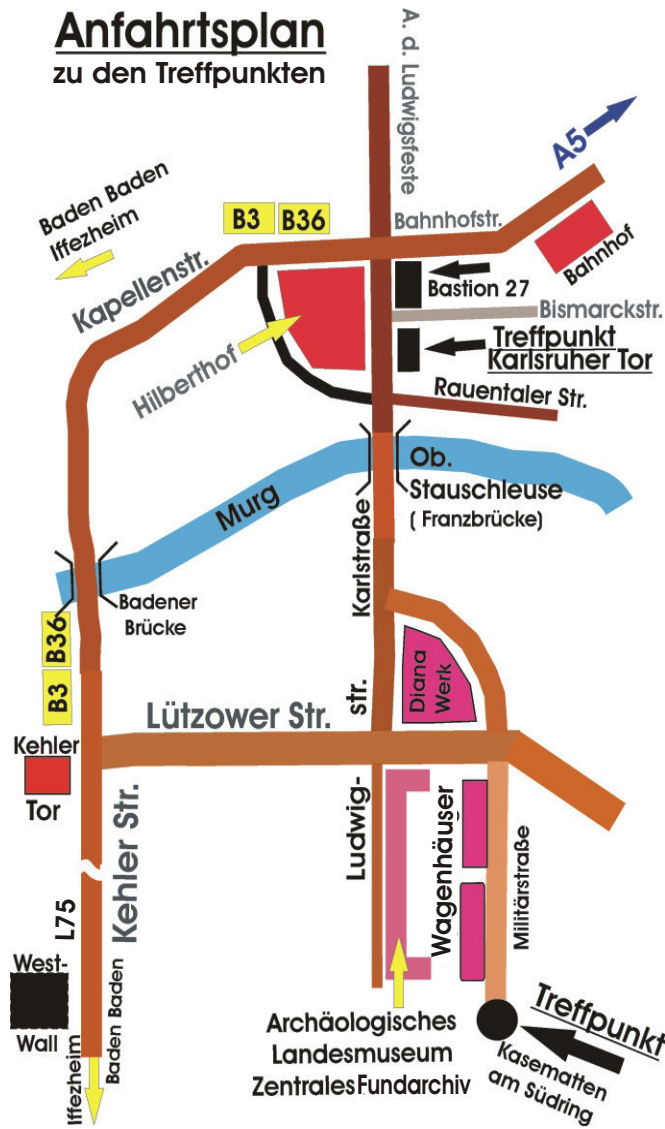 Anfahrtsplan
zu den Treffpunkten
A. d. Ludwigsfeste
A5
Baden Baden
Iffezheim
B3
B36
Bahnhofstr.
Bahnhof
Kapellenstr.
Bastion 27
Bismarckstr.
Treffpunkt
Karlsruher Tor
Hilberthof
Rauentaler Str.
Murg
Ob.
Stauschleuse
( Franzbrücke)
Karlstraße
Badener
Brücke
B36
B3
Diana
Werk
Lützower Str.
Kehler
Tor
Ludwig-
str.
Kehler Str.
L75
Wagenhäuser
Militärstraße
West-
Wall
Iffezheim
Baden Baden
Archäologisches
Landesmuseum
Zentrales Fundarchiv
Treffpunkt
Kasematten
am Südring